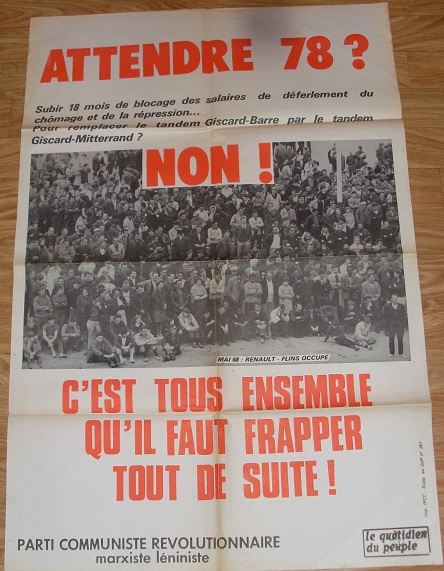 ATTENDRE 78 ?
Subir 18 mois de blocage des salaires de déferlement du
chômage et de la répression...
Pour remplacer le tandem Giscard-Barre par le tandem
Giscard-Mitterrand ?
NON !
MAI 68 : RENAULT - FLINS OCCUPE
C'EST TOUS ENSEMBLE
QU'IL FAUT FRAPPER
TOUT DE SUITE !
PARTI COMMUNISTE REVOLUTIONNAIRE
marxiste léniniste
le quotidien
du peuple